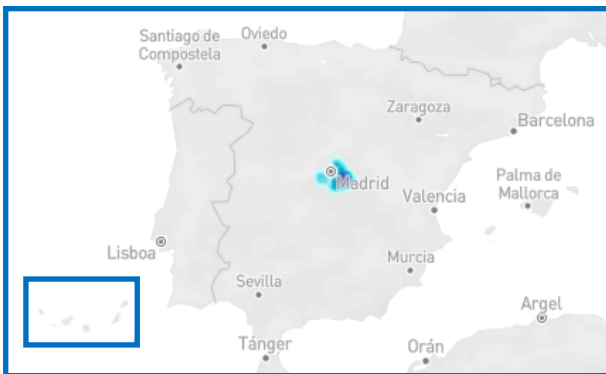 Santiago de
Compostela
Oviedo
Zaragoza
Barcelona
Madrid
Palma de
Mallorca
Valencia
Lisboa
Murcia
Sevilla
Argel
Tánger
Orán